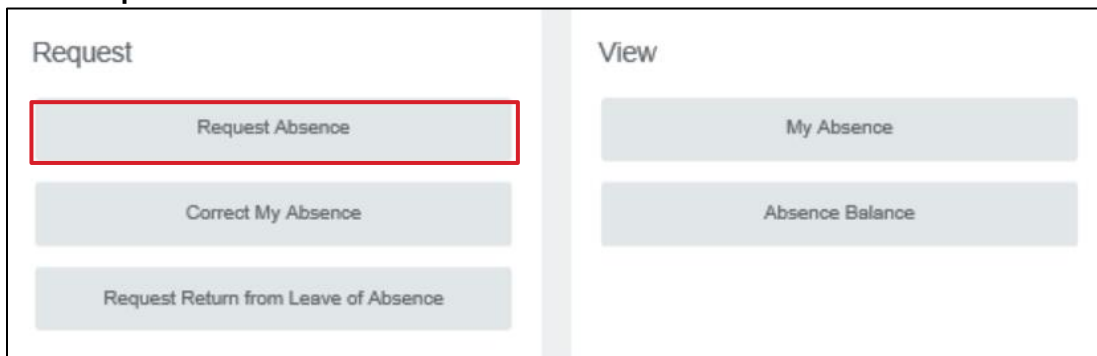 Request
Request Absence
Correct My Absence
Request Return from Leave of Absence
View
My Absence
Absence Balance